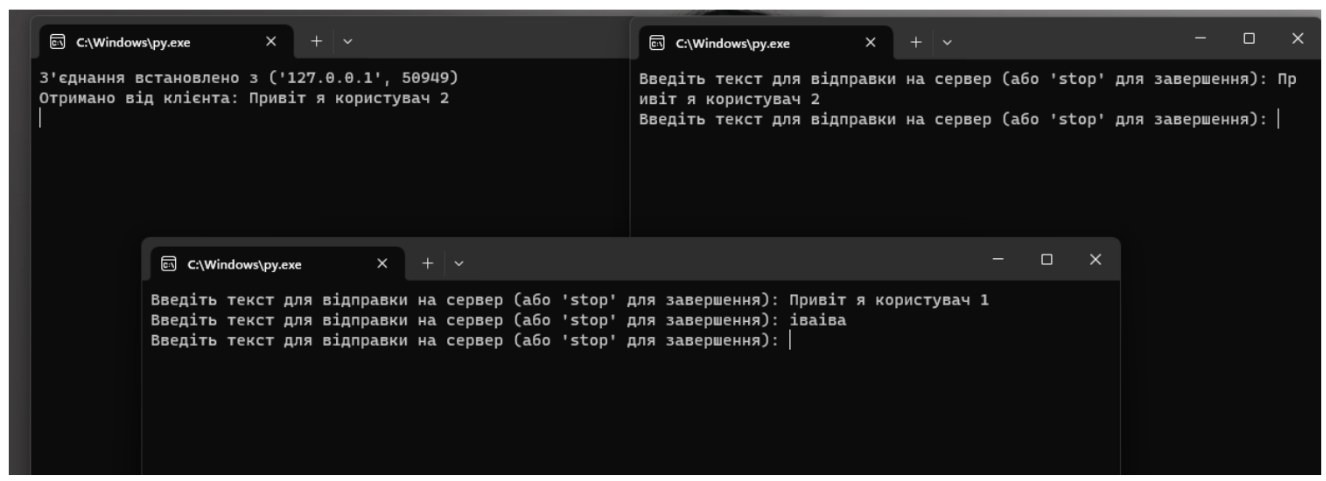 C:\Windows\py.exe
З'єднання встановлено з ('127.0.0.1', 50949)
Отримано від клієнта: Привіт я користувач 2
C:\Windows\py.exe
Введіть текст для відправки на сервер (або 'stop' для завершення): Пр
ивіт я користувач 2
Введіть текст для відправки на сервер (або 'stop' для завершення):
C:\Windows\py.exe
Введіть текст для відправки на сервер (або 'stop' для завершення): Привіт я користувач 1
Введіть текст для відправки на сервер (або 'stop' для завершення): іваіва
Введіть текст для відправки на сервер (або 'stop' для завершення):